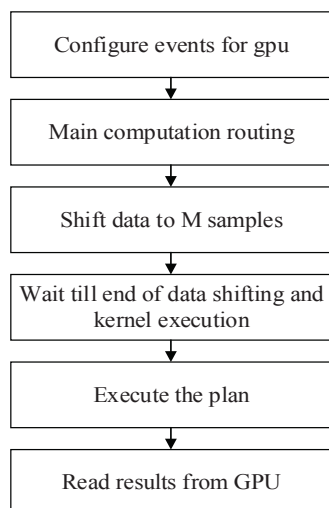 Configure events for gpu
Main computation routing
Shift data to M samples
Wait till end of data shifting and
kernel execution
Execute the plan
Read results from GPU